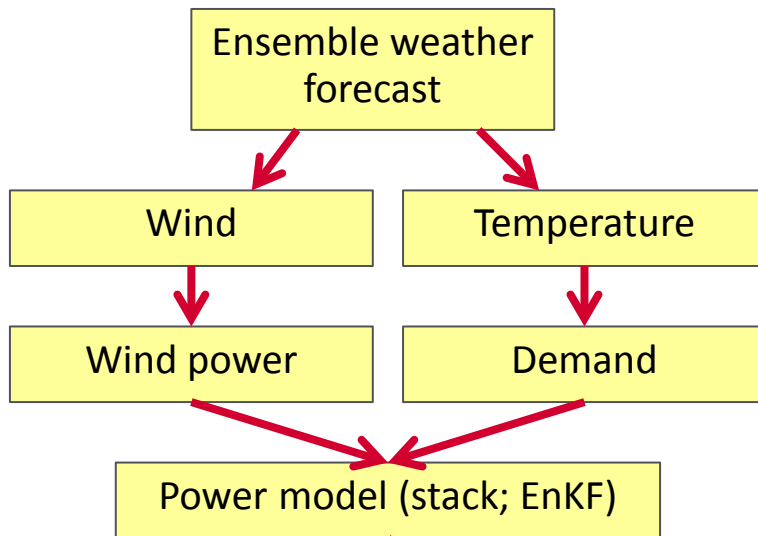 Ensemble weather
forecast
Wind
Temperature
Wind power
Demand
Power model (stack; EnKF)